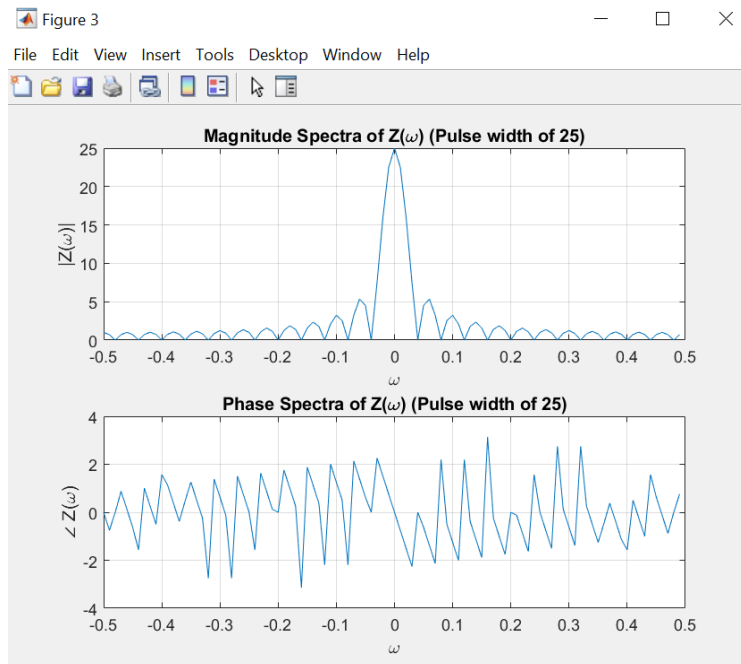 Figure 3
File Edit View Insert Tools Desktop Window Help
Magnitude Spectra of Z(ω) (Pulse width of 25)
25
20
15
10
5
0
|Z(ω)|
-0.5 -0.4 -0.3 -0.2 -0.1 0 0.1 0.2 0.3 0.4 0.5
ω
Phase Spectra of Z(ω) (Pulse width of 25)
4
2
0
-2
-4
∠ Z(ω)
-0.5 -0.4 -0.3 -0.2 -0.1 0 0.1 0.2 0.3 0.4 0.5
ω